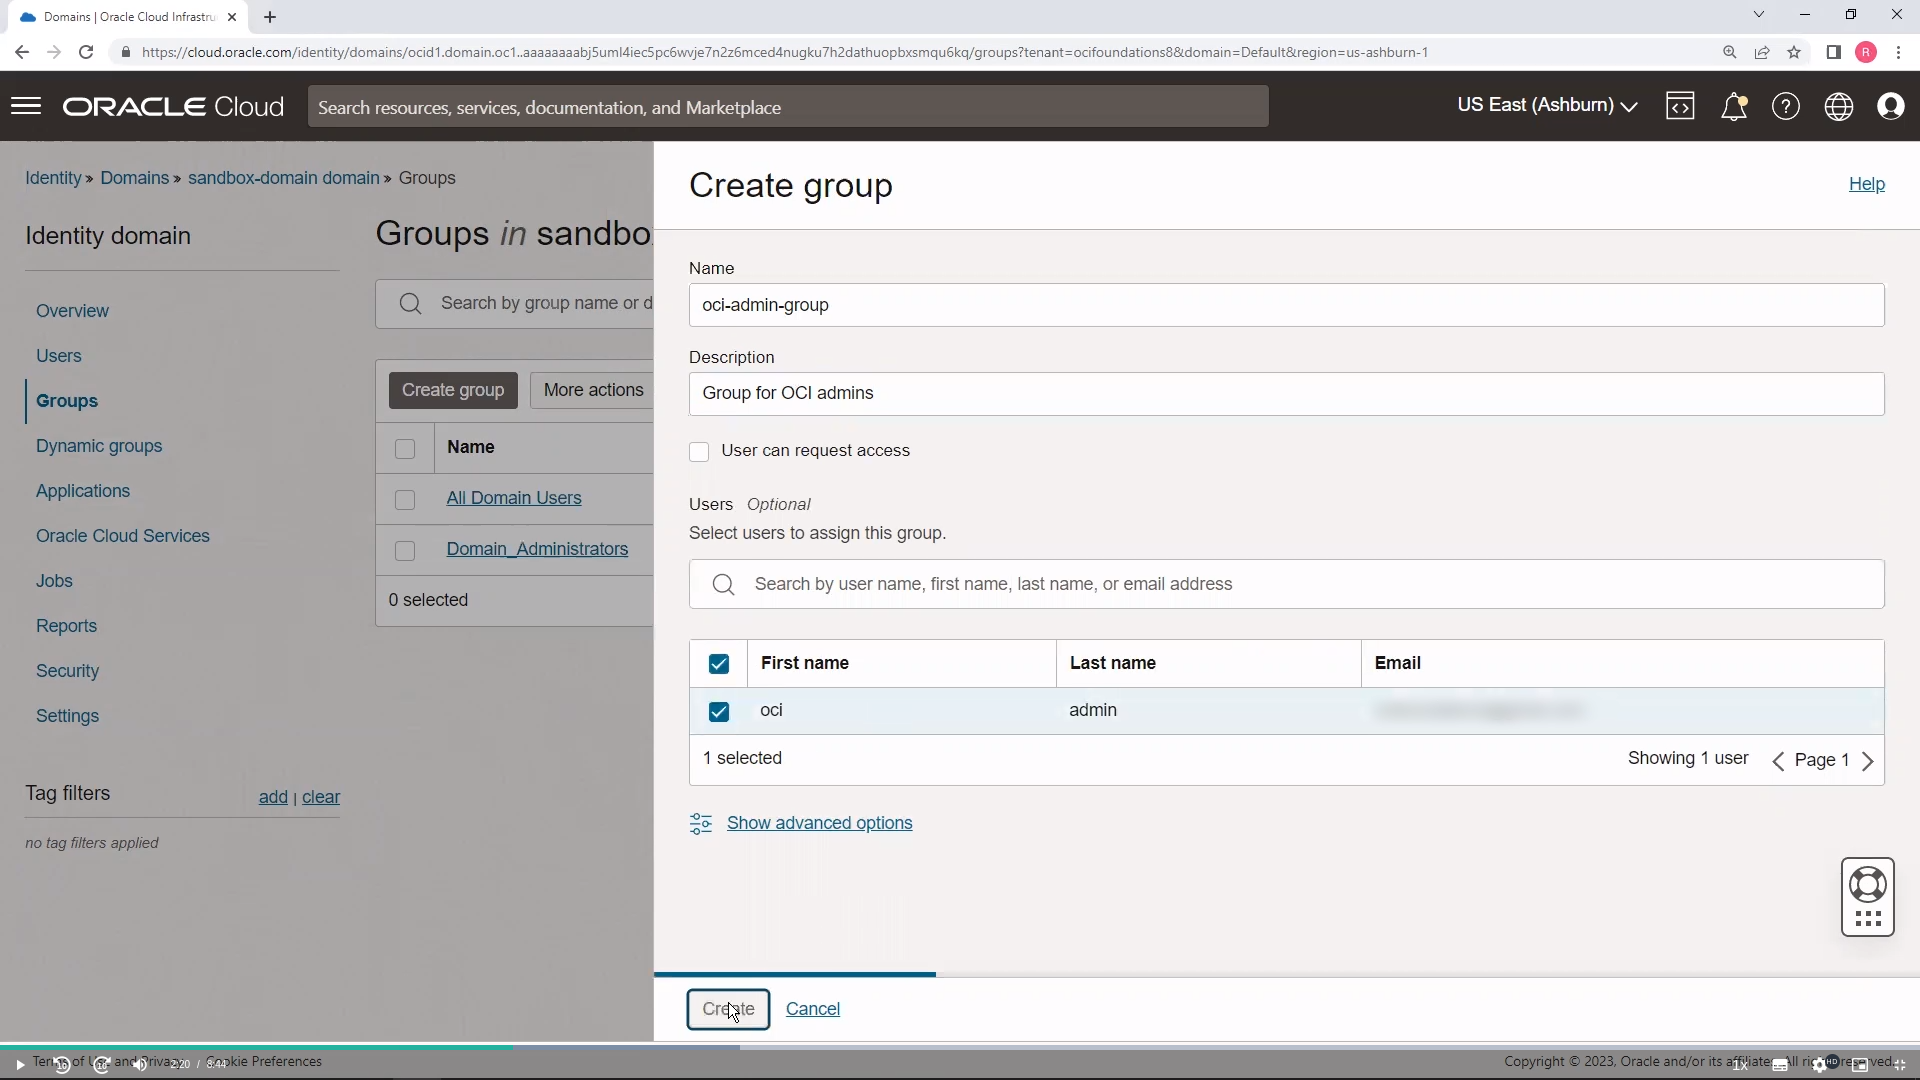 Domains | Oracle Cloud Infrastru
https://cloud.oracle.com/identity/domains/ocid1.domain.oc1..aaaaaaaabj5uml4iec5pc6wvje7n2z6mced4nugku7h2dathuopbxsmqu6kq/groups?tenant=ocifoundations8&domain=Default&region=us-ashburn-1
R
ORACLE Cloud
Search resources, services, documentation, and Marketplace
US East (Ashburn)
Identity » Domains » sandbox-domain domain » Groups
Identity domain
Overview
Users
Groups
Dynamic groups
Applications
Oracle Cloud Services
Jobs
Reports
Security
Settings
Tag filters
add | clear
no tag filters applied
Groups in sandbo
Search by group name or d
Create group
More actions
Name
All Domain Users
Domain_Administrators
0 selected
Create group
Help
Name
oci-admin-group
Description
Group for OCI admins
User can request access
Users Optional
Select users to assign this group.
Search by user name, first name, last name, or email address
First name Last name Email
oci admin
1 selected
Showing 1 user
Page 1
Show advanced options
Create
Cancel
Terms of Use and Privacy Cookie Preferences
2:20 / 8:44
Copyright © 2023, Oracle and/or its affiliates. All rights reserved.
1x
HD